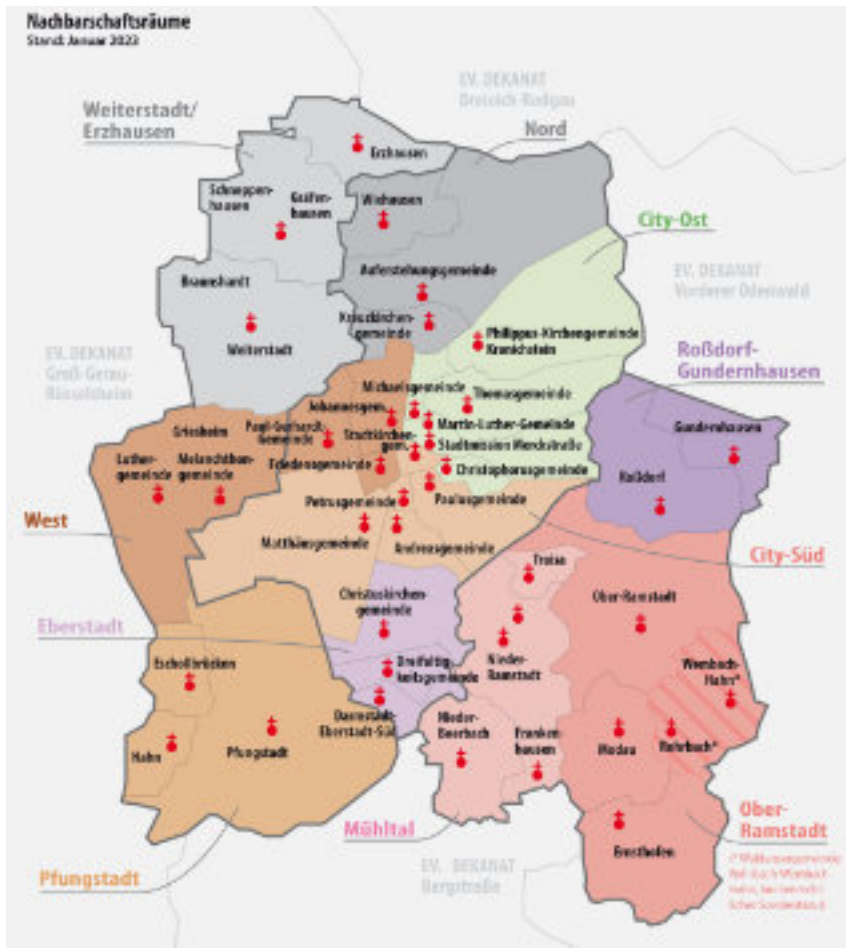 Nachbarschaftsräume
Stand: Januar 2023
EV. DEKANAT
Dreieich-Rodgau
Weiterstadt/
Erzhausen
Nord
Erzhausen
Schneppen-
hausen
Gräfen-
hausen
Wixhausen
City-Ost
Auferstehungsgemeinde
EV. DEKANAT
Vorderer Odenwald
Braunshardt
Kreuzkirchen-
gemeinde
Philippus-Kirchengemeinde
Kranichstein
Weiterstadt
EV. DEKANAT
Groß-Gerau-
Rüsselsheim
Roßdorf-
Gundernhausen
Michaelsgemeinde
Thomasgemeinde
Johannesgem.
Martin-Luther-Gemeinde
Griesheim
Paul-Gerhardt-
Gemeinde
Stadtkirchen-
gem.
Stadtmission Merckstraße
Gundernhausen
Luther-
gemeinde
Melanchthon-
gemeinde
Friedensgemeinde
Christophorusgemeinde
Roßdorf
Petrusgemeinde
Paulusgemeinde
West
Matthäusgemeinde
Andreasgemeinde
City-Süd
Traisa
Christuskirchen-
gemeinde
Ober-Ramstadt
Eberstadt
Eschollbrücken
Dreifaltig-
keitsgemeinde
Nieder-
Ramstadt
Wembach-
Hahn*
Darmstadt-
Eberstadt-Süd
Nieder-
Beerbach
Franken-
hausen
Hahn
Pfungstadt
Modau
Rohrbach*
Mühltal
Ober-
Ramstadt
Ernsthofen
Pfungstadt
EV. DEKANAT
Bergstraße